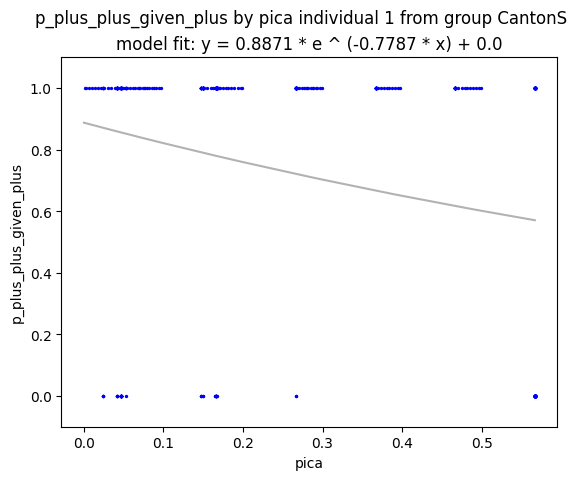 p_plus_plus_given_plus by pica individual 1 from group CantonS
model fit: y = 0.8871 * e ^ (-0.7787 * x) + 0.0
p_plus_plus_given_plus
1.0
0.8
0.6
0.4
0.2
0.0
0.0 0.1 0.2 0.3 0.4 0.5
pica